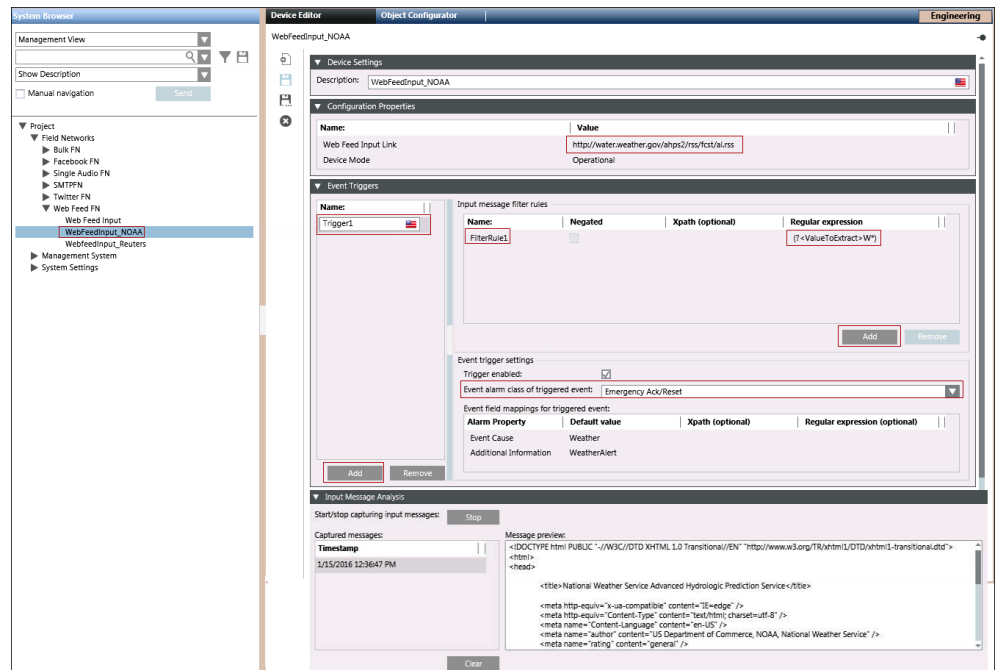 System Browser
Management View
Show Description
Manual navigation
Send
Project
Field Networks
Bulk FN
Facebook FN
Single Audio FN
SMTPFN
Twitter FN
Web Feed FN
Web Feed Input
WebFeedInput_NOAA
WebfeedInput_Reuters
Management System
System Settings
Device Editor Object Configurator Engineering
WebFeedInput_NOAA
Device Settings
Description: WebFeedInput_NOAA
Configuration Properties
Name: Value
Web Feed Input Link http://water.weather.gov/ahps2/rss/fcst/al.rss
Device Mode Operational
Event Triggers
Name:
Trigger1
Input message filter rules
Name: Negated Xpath (optional) Regular expression
FilterRule1 (?<ValueToExtract>W*)
Add Remove
Event trigger settings
Trigger enabled:
Event alarm class of triggered event: Emergency Ack/Reset
Event field mappings for triggered event:
Alarm Property Default value Xpath (optional) Regular expression (optional)
Event Cause Weather
Additional Information WeatherAlert
Add Remove
Input Message Analysis
Start/stop capturing input messages: Stop
Captured messages:
Timestamp
1/15/2016 12:36:47 PM
Message preview:
<!DOCTYPE html PUBLIC "-//W3C//DTD XHTML 1.0 Transitional//EN" "http://www.w3.org/TR/xhtml1/DTD/xhtml1-transitional.dtd">
<html>
<head>
<title>National Weather Service Advanced Hydrologic Prediction Service</title>
<meta http-equiv="x-ua-compatible" content="IE=edge" />
<meta http-equiv="Content-Type" content="text/html; charset=utf-8" />
<meta name="Content-Language" content="en-US" />
<meta name="author" content="US Department of Commerce, NOAA, National Weather Service" />
<meta name="rating" content="general" />
Clear